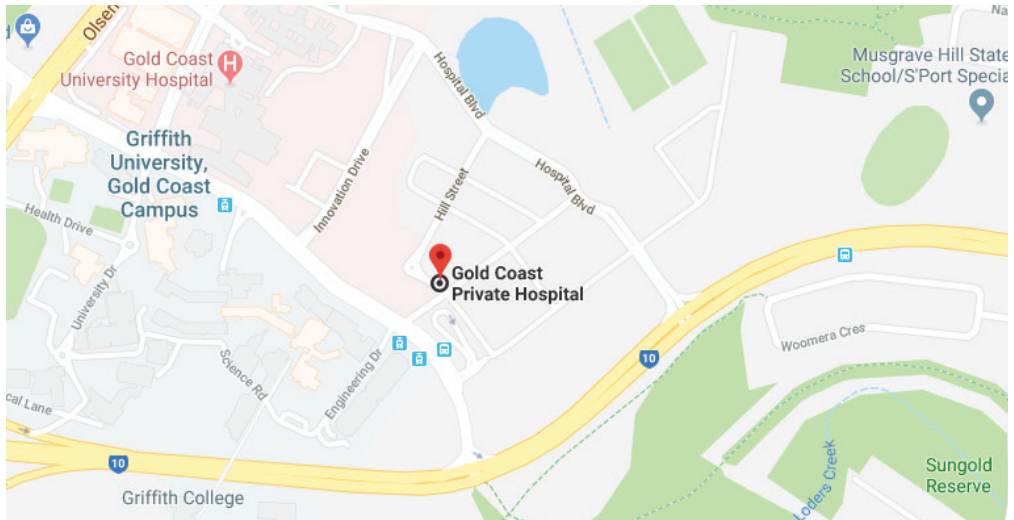 Olsen
Gold Coast
University Hospital
H
Hospital Blvd
Na
Musgrave Hill State
School/S'Port Specia
Griffith
University,
Gold Coast
Campus
Innovation Drive
Hill Street
Hospital Blvd
Health Drive
University Dr
Gold Coast
Private Hospital
Science Rd
Engineering Dr
10
Woomera Cres
cal Lane
10
Griffith College
Loders Creek
Sungold
Reserve